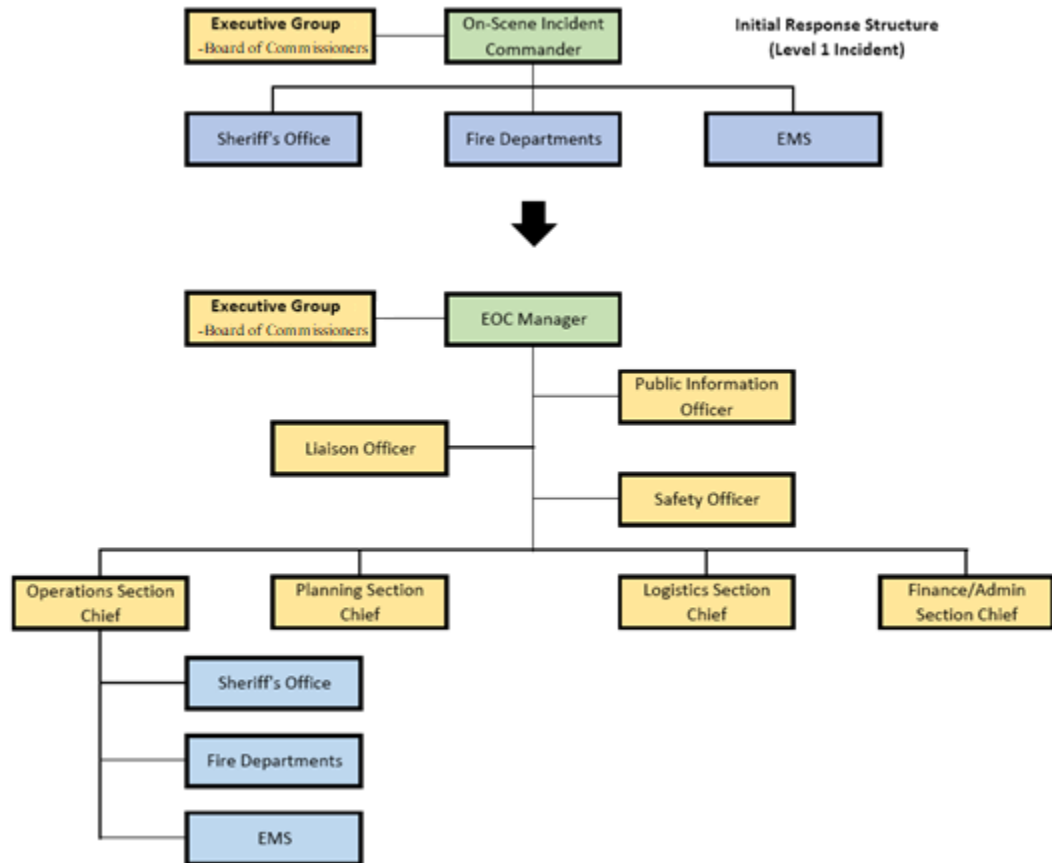 Executive Group
-Board of Commissioners
On-Scene Incident
Commander
Initial Response Structure
(Level 1 Incident)
Sheriff's Office
Fire Departments
EMS
Executive Group
-Board of Commissioners
EOC Manager
Public Information
Officer
Liaison Officer
Safety Officer
Operations Section
Chief
Planning Section
Chief
Logistics Section
Chief
Finance/Admin
Section Chief
Sheriff's Office
Fire Departments
EMS